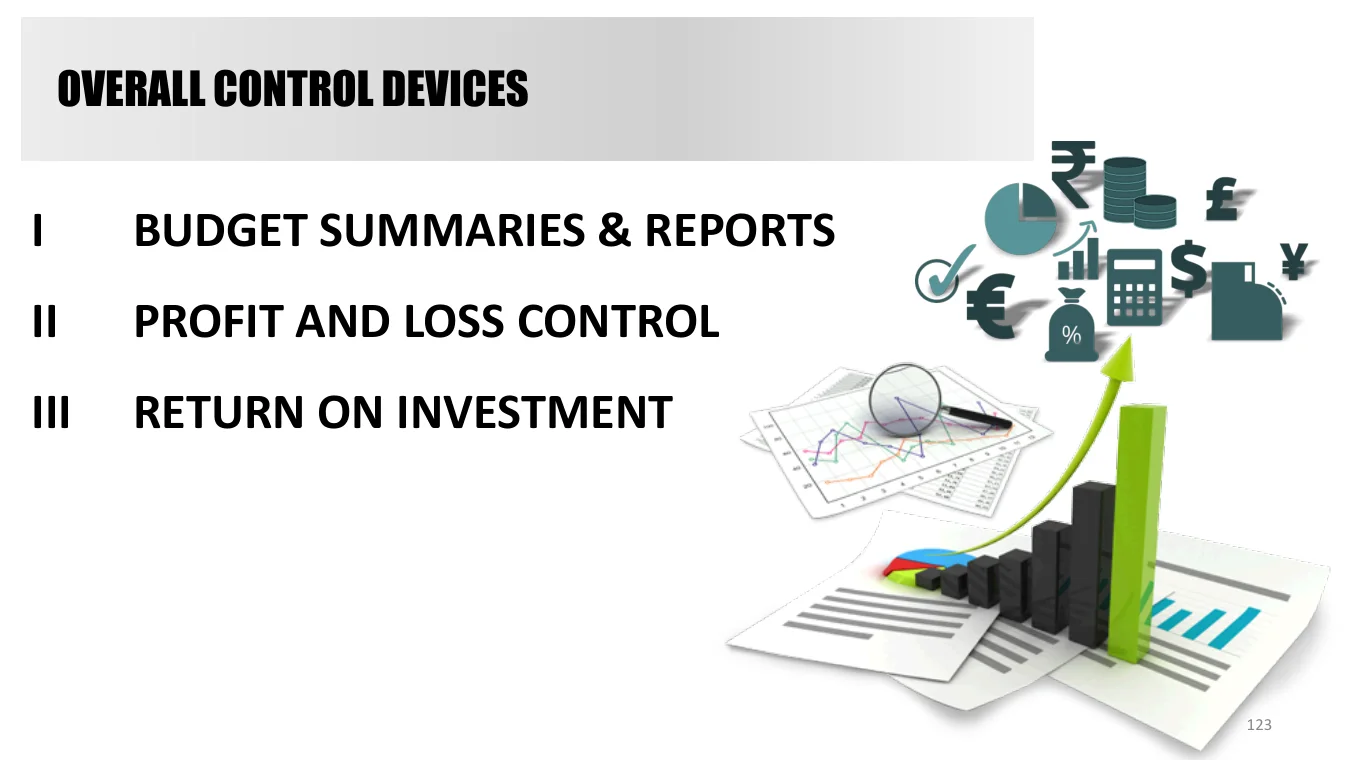 OVERALL CONTROL DEVICES
I BUDGET SUMMARIES & REPORTS
II PROFIT AND LOSS CONTROL
III RETURN ON INVESTMENT
₹
£
$
¥
€
%
123